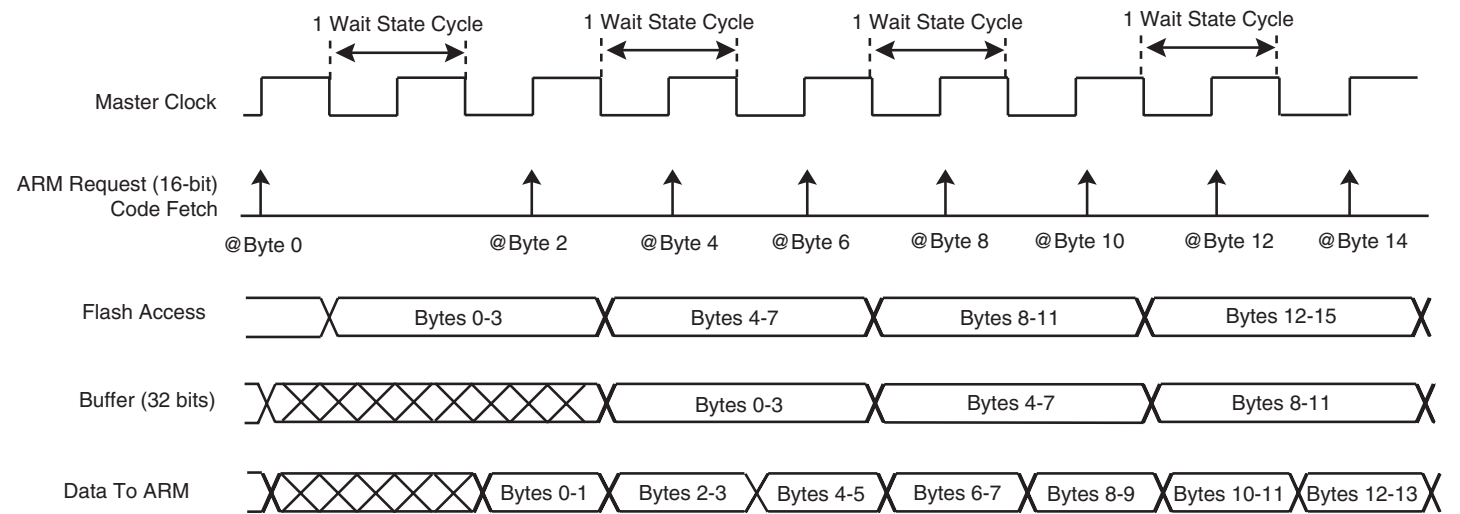 1 Wait State Cycle 1 Wait State Cycle 1 Wait State Cycle 1 Wait State Cycle
Master Clock
ARM Request (16-bit)
Code Fetch
@Byte 0 @Byte 2 @Byte 4 @Byte 6 @Byte 8 @Byte 10 @Byte 12 @Byte 14
Flash Access Bytes 0-3 Bytes 4-7 Bytes 8-11 Bytes 12-15
Buffer (32 bits) Bytes 0-3 Bytes 4-7 Bytes 8-11
Data To ARM Bytes 0-1 Bytes 2-3 Bytes 4-5 Bytes 6-7 Bytes 8-9 Bytes 10-11 Bytes 12-13